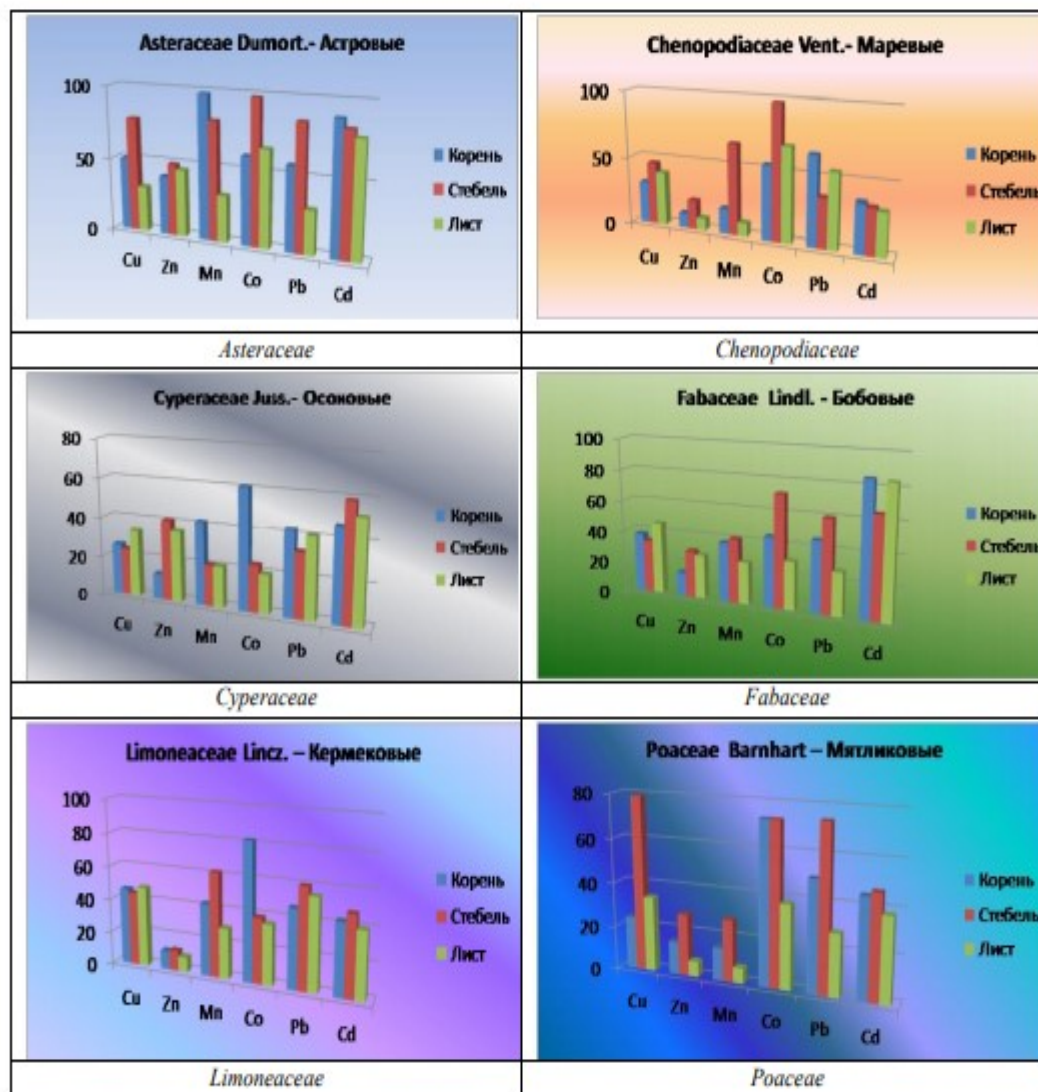 Asteraceae Dumort.- Астровые
100
50
0
Cu Zn Mn Co Pb Cd
Корень
Стебель
Лист
Asteraceae
Chenopodiaceae Vent.- Маревые
100
50
0
Cu Zn Mn Co Pb Cd
Корень
Стебель
Лист
Chenopodiaceae
Cyperaceae Juss.- Осоковые
80
60
40
20
0
Cu Zn Mn Co Pb Cd
Корень
Стебель
Лист
Cyperaceae
Fabaceae Lindl. - Бобовые
100
80
60
40
20
0
Cu Zn Mn Co Pb Cd
Корень
Стебель
Лист
Fabaceae
Limoneaceae Lincz. – Кермековые
100
80
60
40
20
0
Cu Zn Mn Co Pb Cd
Корень
Стебель
Лист
Limoneaceae
Poaceae Barnhart – Мятликовые
80
60
40
20
0
Cu Zn Mn Co Pb Cd
Корень
Стебель
Лист
Poaceae